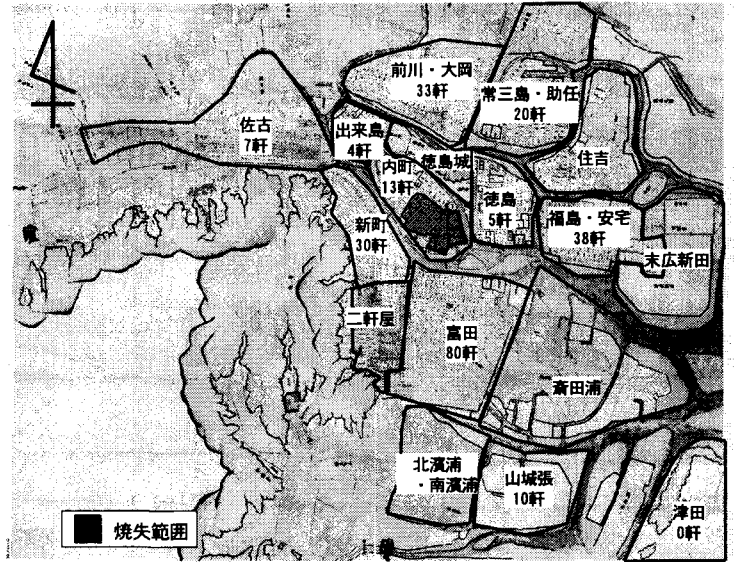 前川・大岡
33軒
常三島・助任
20軒
佐古
7軒
出来島
4軒
徳島城
住吉
内町
13軒
徳島
5軒
新町
30軒
福島・安宅
38軒
末広新田
二軒屋
富田
80軒
斎田浦
北濱浦
・南濱浦
山城張
10軒
津田
0軒
焼失範囲